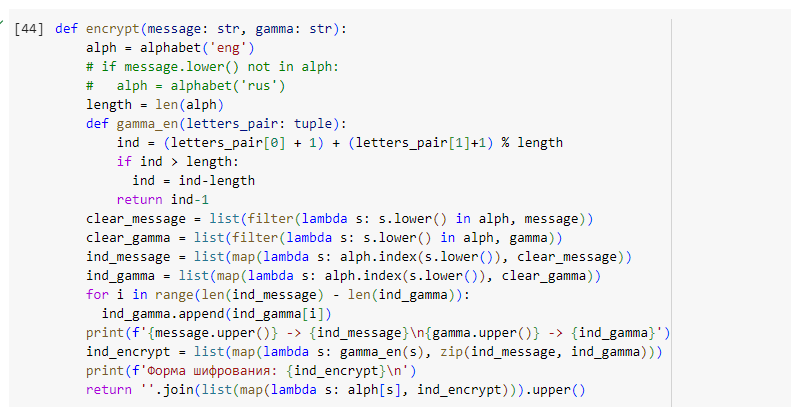 [44] def encrypt(message: str, gamma: str):
    alph = alphabet('eng')
    # if message.lower() not in alph:
    #   alph = alphabet('rus')
    length = len(alph)
    def gamma_en(letters_pair: tuple):
        ind = (letters_pair[0] + 1) + (letters_pair[1]+1) % length
        if ind > length:
          ind = ind-length
        return ind-1
    clear_message = list(filter(lambda s: s.lower() in alph, message))
    clear_gamma = list(filter(lambda s: s.lower() in alph, gamma))
    ind_message = list(map(lambda s: alph.index(s.lower()), clear_message))
    ind_gamma = list(map(lambda s: alph.index(s.lower()), clear_gamma))
    for i in range(len(ind_message) - len(ind_gamma)):
      ind_gamma.append(ind_gamma[i])
    print(f'{message.upper()} -> {ind_message}\n{gamma.upper()} -> {ind_gamma}')
    ind_encrypt = list(map(lambda s: gamma_en(s), zip(ind_message, ind_gamma)))
    print(f'Форма шифрования: {ind_encrypt}\n')
    return ''.join(list(map(lambda s: alph[s], ind_encrypt))).upper()